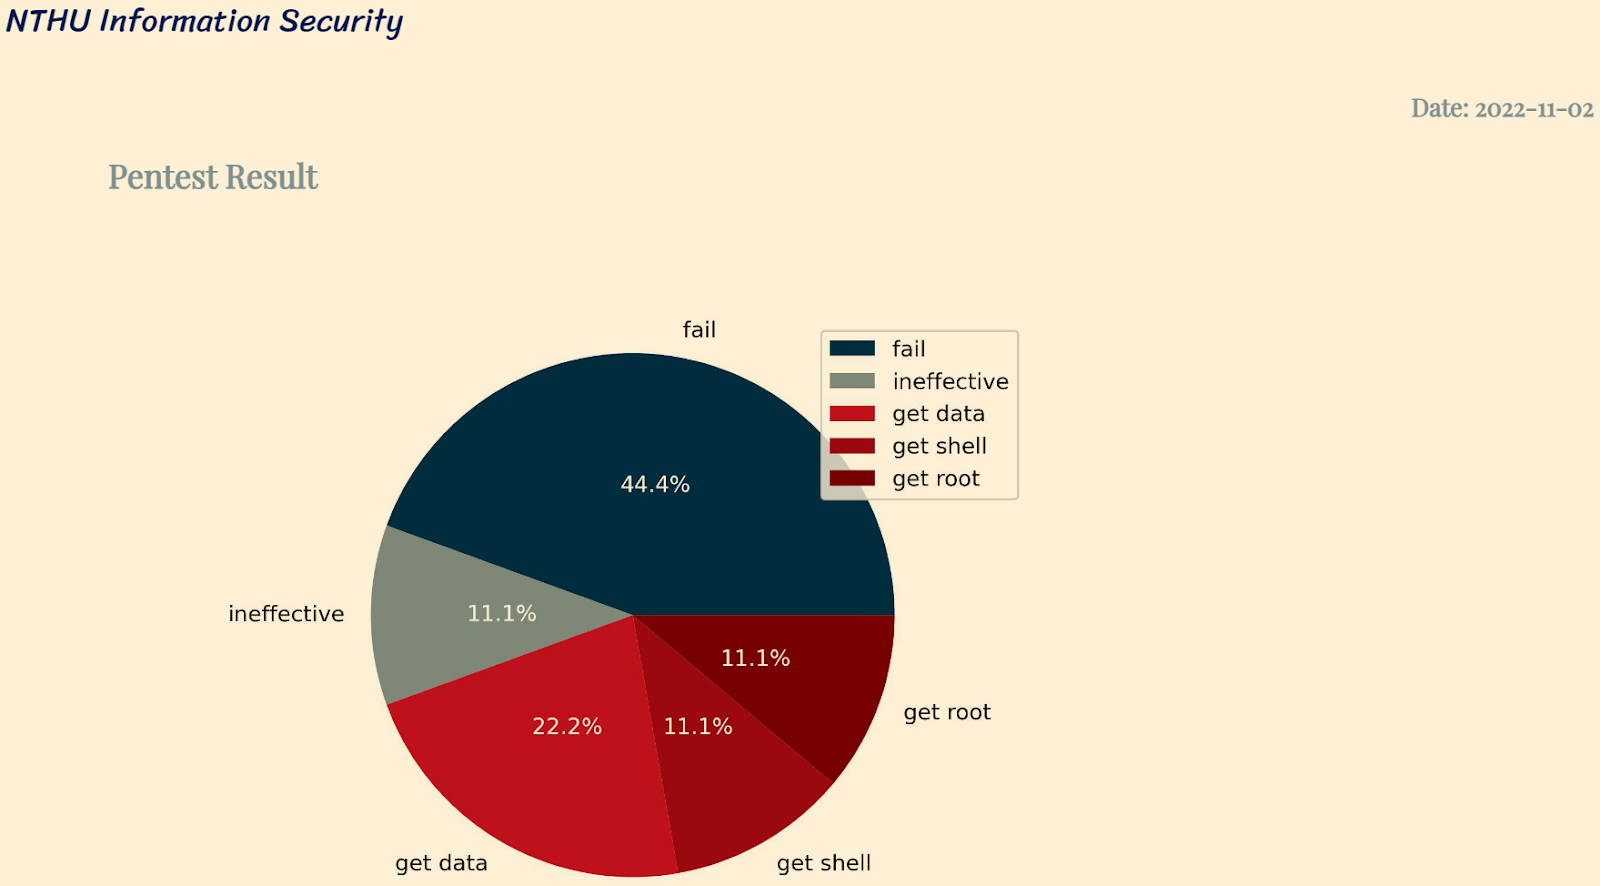 NTHU Information Security
Date: 2022-11-02
Pentest Result
fail
fail
ineffective
get data
get shell
get root
44.4%
ineffective
11.1%
11.1%
get root
22.2%
11.1%
get data
get shell